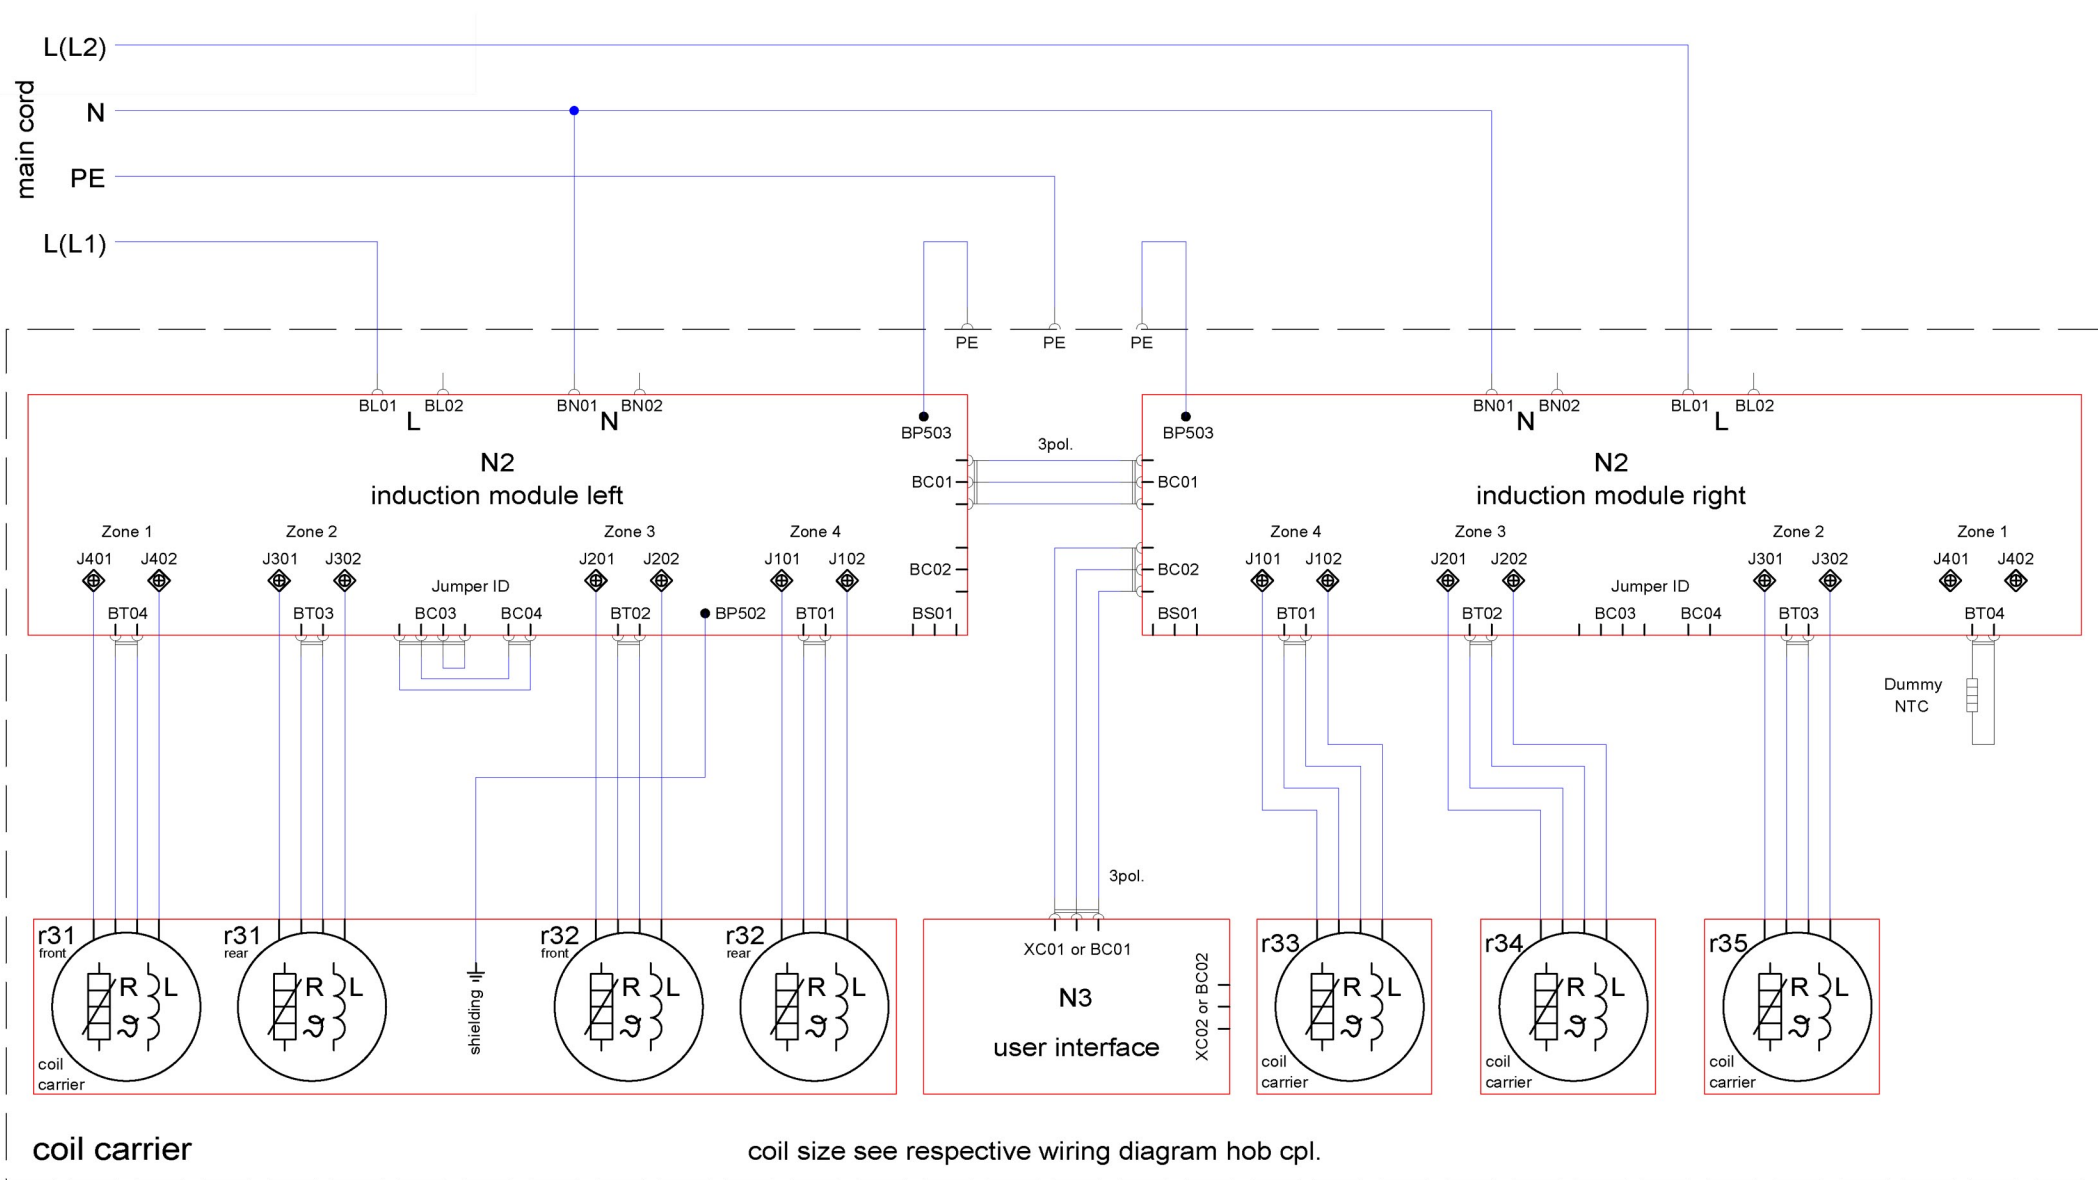 L(L2)
main cord
N
PE
L(L1)
PE PE PE
BL01 BL02 BN01 BN02
L N
BP503
N2
induction module left
BC01
BC02
BS01
Zone 1 Zone 2 Zone 3 Zone 4
J401 J402 J301 J302 J201 J202 J101 J102
Jumper ID
BT04 BT03 BC03 BC04 BT02 BP502 BT01
3pol.
BN01 BN02 BL01 BL02
N L
BP503
N2
induction module right
BC01
BC02
BS01
Zone 4 Zone 3 Zone 2 Zone 1
J101 J102 J201 J202 J301 J302 J401 J402
Jumper ID
BT01 BT02 BC03 BC04 BT03 BT04
Dummy
NTC
3pol.
r31
front
R L
ϑ
coil
carrier
r31
rear
R L
ϑ
shielding
r32
front
R L
ϑ
r32
rear
R L
ϑ
XC01 or BC01
N3
user interface
XC02 or BC02
r33
R L
ϑ
coil
carrier
r34
R L
ϑ
coil
carrier
r35
R L
ϑ
coil
carrier
coil carrier
coil size see respective wiring diagram hob cpl.